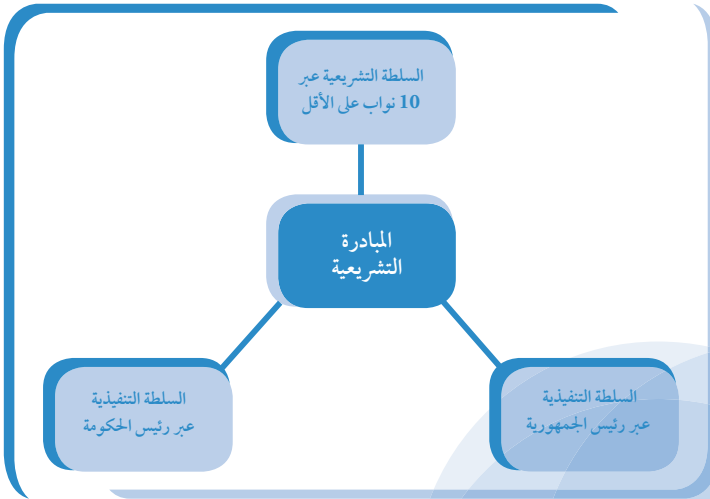 السلطة التشريعية عبر
10 نواب على الأقل
المبادرة
التشريعية
السلطة التنفيذية
عبر رئيس الجمهورية
السلطة التنفيذية
عبر رئيس الحكومة